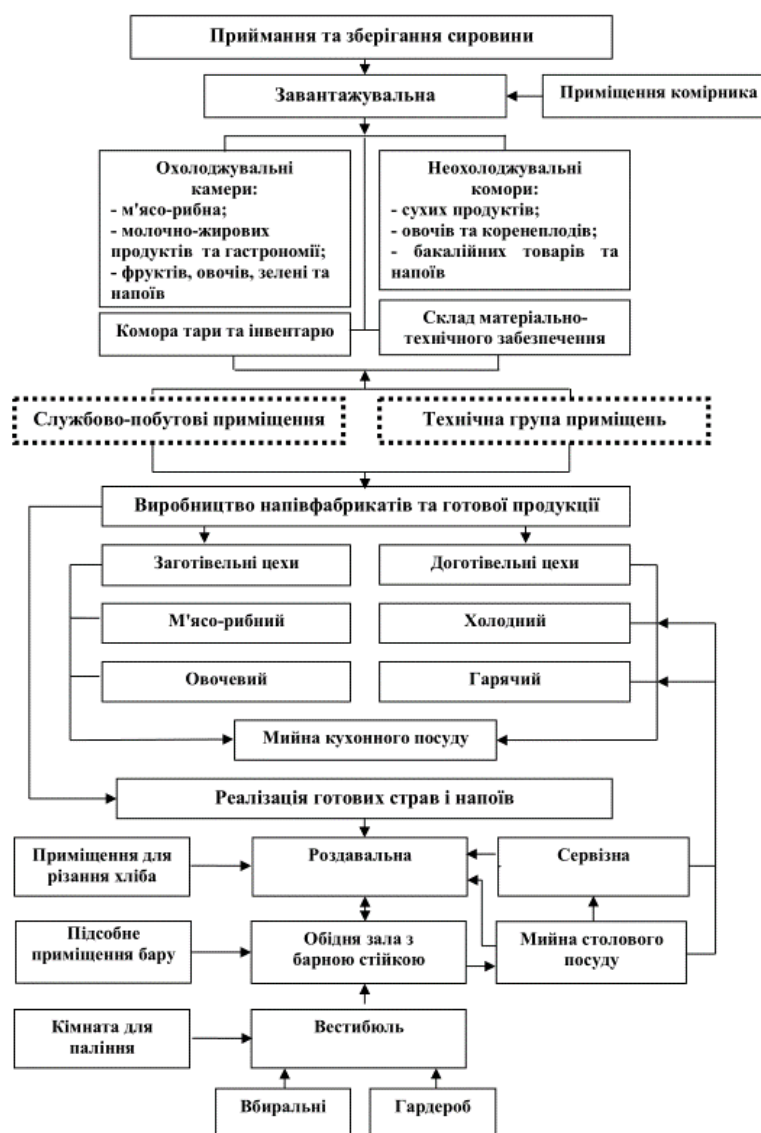 Приймання та зберігання сировини
Завантажувальна
Приміщення комірника
Охолоджувальні
камери:
- м'ясо-рибна;
- молочно-жирових
продуктів та гастрономії;
- фруктів, овочів, зелені та
напоїв
Неохолоджувальні
комори:
- сухих продуктів;
- овочів та коренеплодів;
- бакалійних товарів та
напоїв
Комора тари та інвентарю
Склад матеріально-
технічного забезпечення
Службово-побутові приміщення
Технічна група приміщень
Виробництво напівфабрикатів та готової продукції
Заготівельні цехи
Доготівельні цехи
М'ясо-рибний
Холодний
Овочевий
Гарячий
Мийна кухонного посуду
Реалізація готових страв і напоїв
Приміщення для
різання хліба
Роздавальна
Сервізна
Підсобне
приміщення бару
Обідня зала з
барною стійкою
Мийна столового
посуду
Кімната для
паління
Вестибюль
Вбиральні
Гардероб